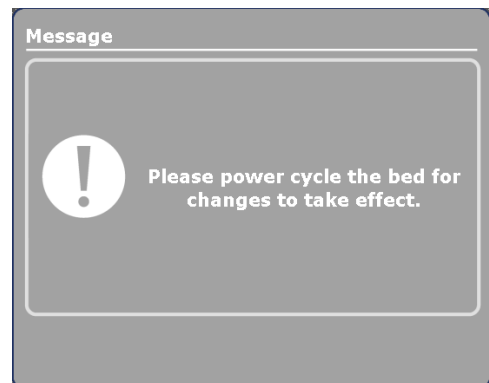 Message
Please power cycle the bed for
changes to take effect.